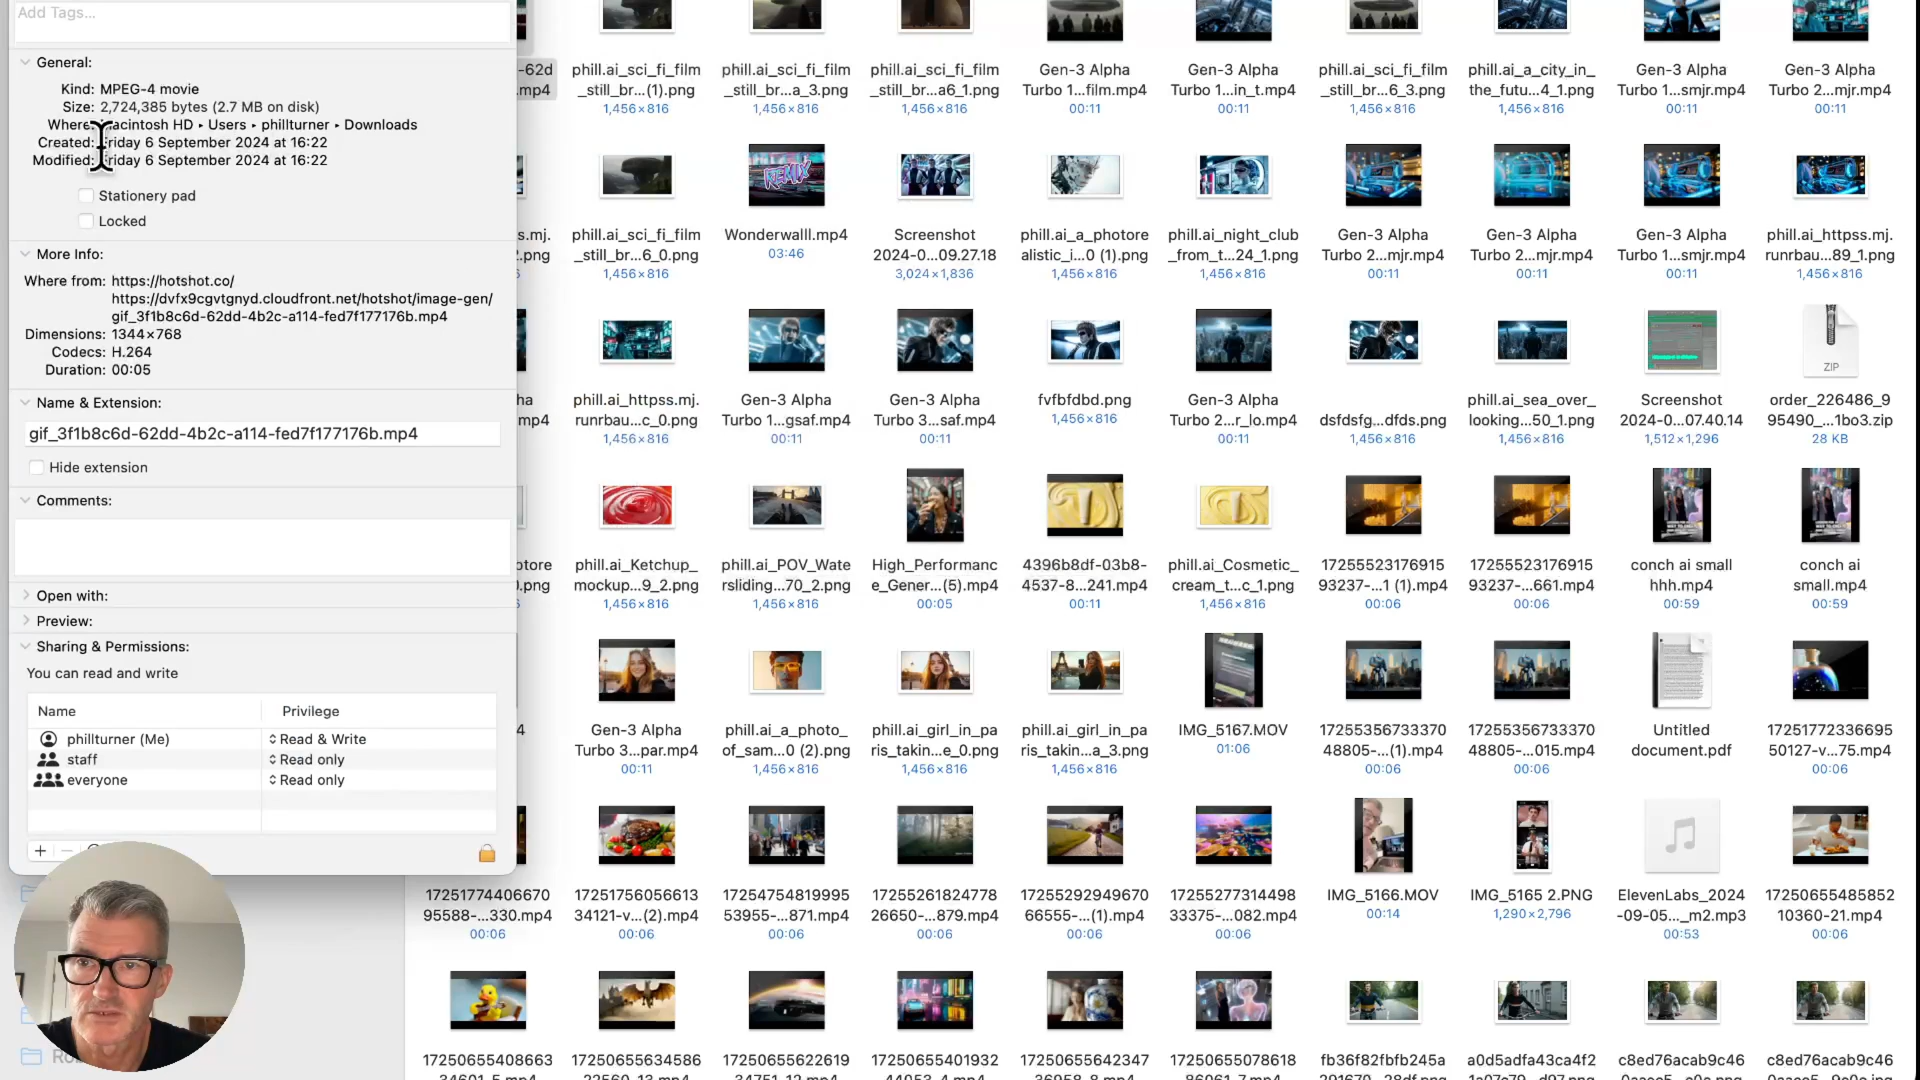 Add Tags...
General:
Kind: MPEG-4 movie
Size: 2,724,385 bytes (2.7 MB on disk)
Where: Macintosh HD ▸ Users ▸ phillturner ▸ Downloads
Created: Friday 6 September 2024 at 16:22
Modified: Friday 6 September 2024 at 16:22
Stationery pad
Locked
More Info:
Where from: https://hotshot.co/
https://dvfx9cgvtgnyd.cloudfront.net/hotshot/image-gen/
gif_3f1b8c6d-62dd-4b2c-a114-fed7f177176b.mp4
Dimensions: 1344×768
Codecs: H.264
Duration: 00:05
Name & Extension:
gif_3f1b8c6d-62dd-4b2c-a114-fed7f177176b.mp4
Hide extension
Comments:
Open with:
Preview:
Sharing & Permissions:
You can read and write
Name Privilege
phillturner (Me) Read & Write
staff Read only
everyone Read only
-62d phill.ai_sci_fi_film phill.ai_sci_fi_film phill.ai_sci_fi_film Gen-3 Alpha Gen-3 Alpha phill.ai_sci_fi_film phill.ai_a_city_in_ Gen-3 Alpha Gen-3 Alpha
.mp4 _still_br...(1).png _still_br...a_3.png _still_br...a6_1.png Turbo 1...film.mp4 Turbo 1...in_t.mp4 _still_br...6_3.png the_futu...4_1.png Turbo 1...smjr.mp4 Turbo 2...mjr.mp4
1,456×816 1,456×816 1,456×816 00:11 00:11 1,456×816 1,456×816 00:11 00:11
REMIX
s.mj. phill.ai_sci_fi_film Wonderwalll.mp4 Screenshot phill.ai_a_photore phill.ai_night_club Gen-3 Alpha Gen-3 Alpha Gen-3 Alpha phill.ai_httpss.mj.
.png _still_br...6_0.png 03:46 2024-0...09.27.18 alistic_i...0 (1).png _from_t...24_1.png Turbo 2...mjr.mp4 Turbo 2...mjr.mp4 Turbo 1...smjr.mp4 runrbau...89_1.png
1,456×816 3,024×1,836 1,456×816 1,456×816 00:11 00:11 00:11 1,456×816
ZIP
ha phill.ai_httpss.mj. Gen-3 Alpha Gen-3 Alpha fvfbfdbd.png Gen-3 Alpha dsfdsfg...dfds.png phill.ai_sea_over_ Screenshot order_226486_9
mp4 runrbau...c_0.png Turbo 1...gsaf.mp4 Turbo 3...saf.mp4 1,456×816 Turbo 2...r_lo.mp4 1,456×816 looking...50_1.png 2024-0...07.40.14 95490_...1bo3.zip
1,456×816 00:11 00:11 00:11 1,456×816 1,512×1,296 28 KB
otore phill.ai_Ketchup_ phill.ai_POV_Wate High_Performanc 4396b8df-03b8- phill.ai_Cosmetic_ 17255523176915 17255523176915 conch ai small conch ai
).png mockup...9_2.png rsliding...70_2.png e_Gener...(5).mp4 4537-8...241.mp4 cream_t...c_1.png 93237-...1 (1).mp4 93237-...661.mp4 hhh.mp4 small.mp4
1,456×816 1,456×816 00:05 00:11 1,456×816 00:06 00:06 00:59 00:59
4 Gen-3 Alpha phill.ai_a_photo_ phill.ai_girl_in_pa phill.ai_girl_in_pa IMG_5167.MOV 17255356733370 17255356733370 Untitled 17251772336695
Turbo 3...par.mp4 of_sam...0 (2).png ris_takin...e_0.png ris_takin...a_3.png 01:06 48805-...(1).mp4 48805-...015.mp4 document.pdf 50127-v...75.mp4
00:11 1,456×816 1,456×816 1,456×816 00:06 00:06 00:06
17251774406670 17251756056613 17254754819995 17255261824778 17255292949670 17255277314498 IMG_5166.MOV IMG_5165 2.PNG ElevenLabs_2024 17250655485852
95588-...330.mp4 34121-v...(2).mp4 53955-...871.mp4 26650-...879.mp4 66555-...(1).mp4 33375-...082.mp4 00:14 1,290×2,796 -09-05..._m2.mp3 10360-21.mp4
00:06 00:06 00:06 00:06 00:06 00:06 00:53 00:06
17250655408663 17250655634586 17250655622619 17250655401932 17250655642347 17250655078618 fb36f82fbfb245a a0d5adfa43ca4f2 c8ed76acab9c46 c8ed76acab9c46